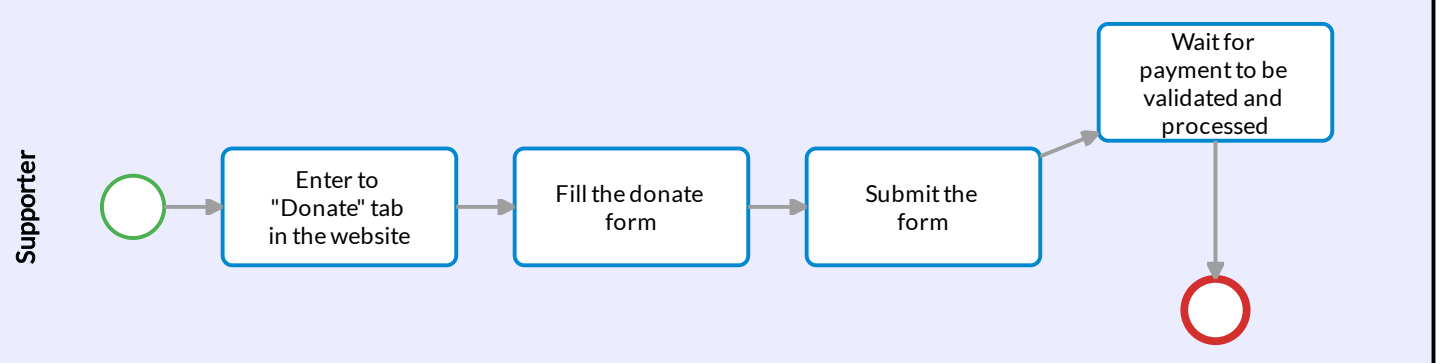 Supporter
Enter to
"Donate" tab
in the website
Fill the donate
form
Submit the
form
Wait for
payment to be
validated and
processed